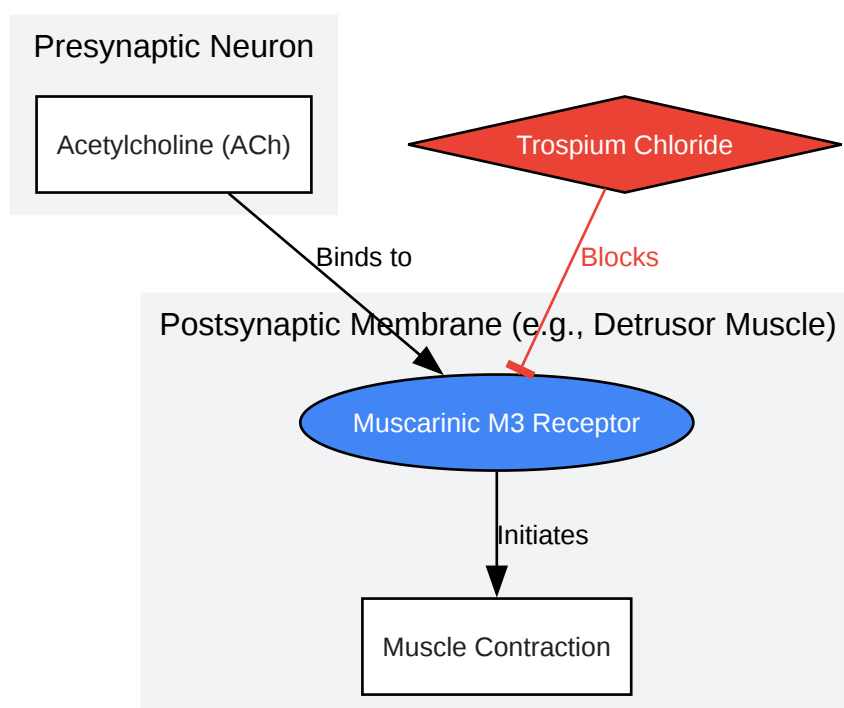 Presynaptic Neuron
Acetylcholine (ACh)
Trospium Chloride
Binds to
Blocks
Postsynaptic Membrane (e.g., Detrusor Muscle)
Muscarinic M3 Receptor
Initiates
Muscle Contraction